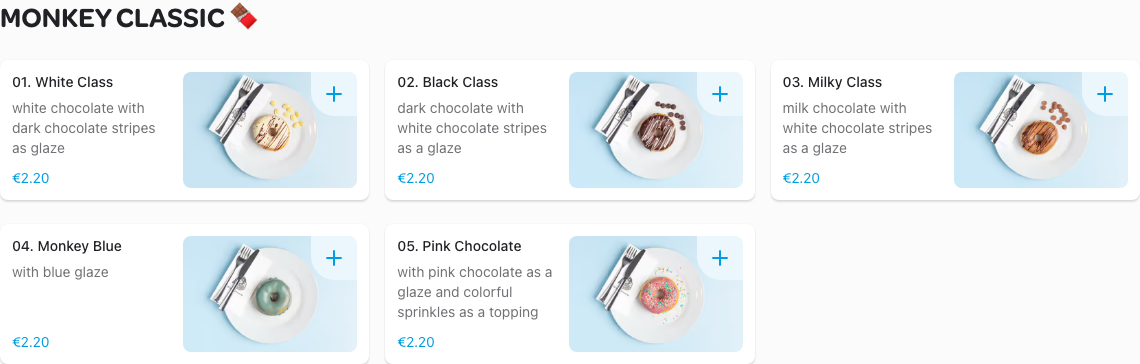 MONKEY CLASSIC 🍫
01. White Class
white chocolate with
dark chocolate stripes
as glaze
€2.20
02. Black Class
dark chocolate with
white chocolate stripes
as a glaze
€2.20
03. Milky Class
milk chocolate with
white chocolate stripes
as a glaze
€2.20
04. Monkey Blue
with blue glaze
€2.20
05. Pink Chocolate
with pink chocolate as a
glaze and colorful
sprinkles as a topping
€2.20